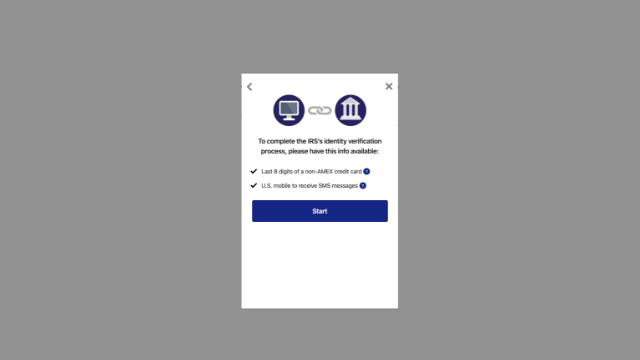 To complete the IRS's identity verification
process, please have this info available:
Last 8 digits of a non-AMEX credit card ?
U.S. mobile to receive SMS messages ?
Start